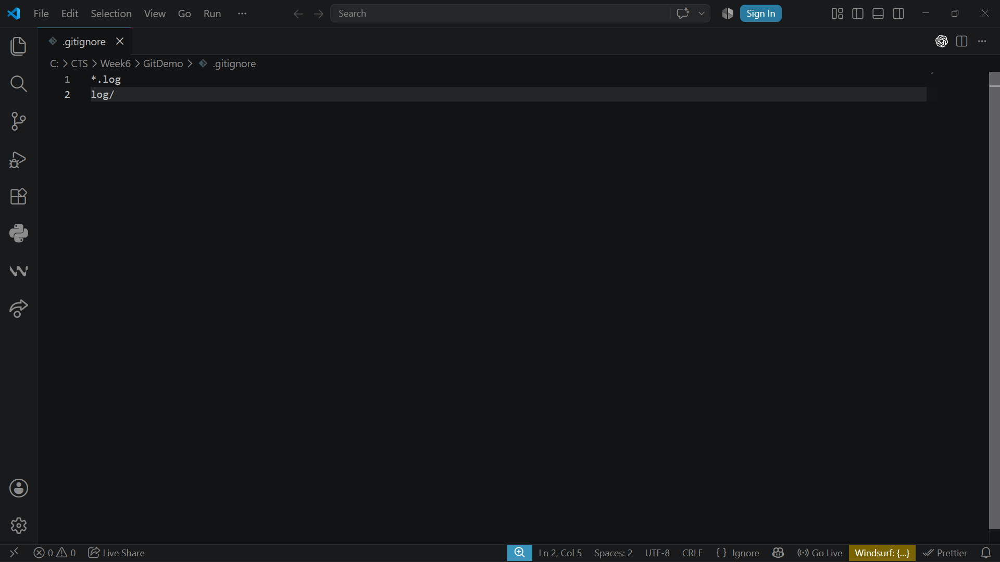 File Edit Selection View Go Run ··· Search Sign In
.gitignore
C: > CTS > Week6 > GitDemo > .gitignore
1 *.log
2 log/
0 0 Live Share Ln 2, Col 5 Spaces: 2 UTF-8 CRLF { } Ignore Go Live Windsurf: {...} Prettier